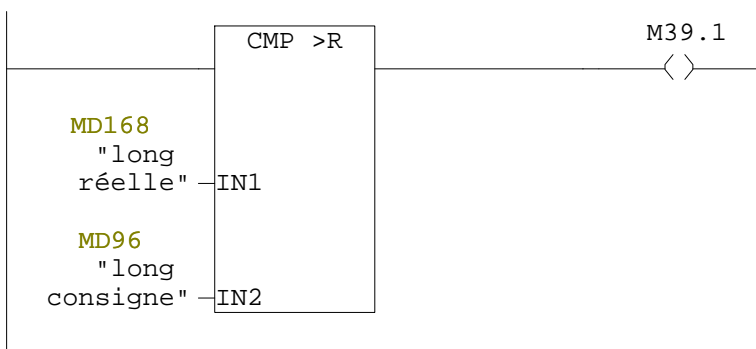 CMP >R
M39.1
MD168
"long
réelle"
IN1
MD96
"long
consigne"
IN2